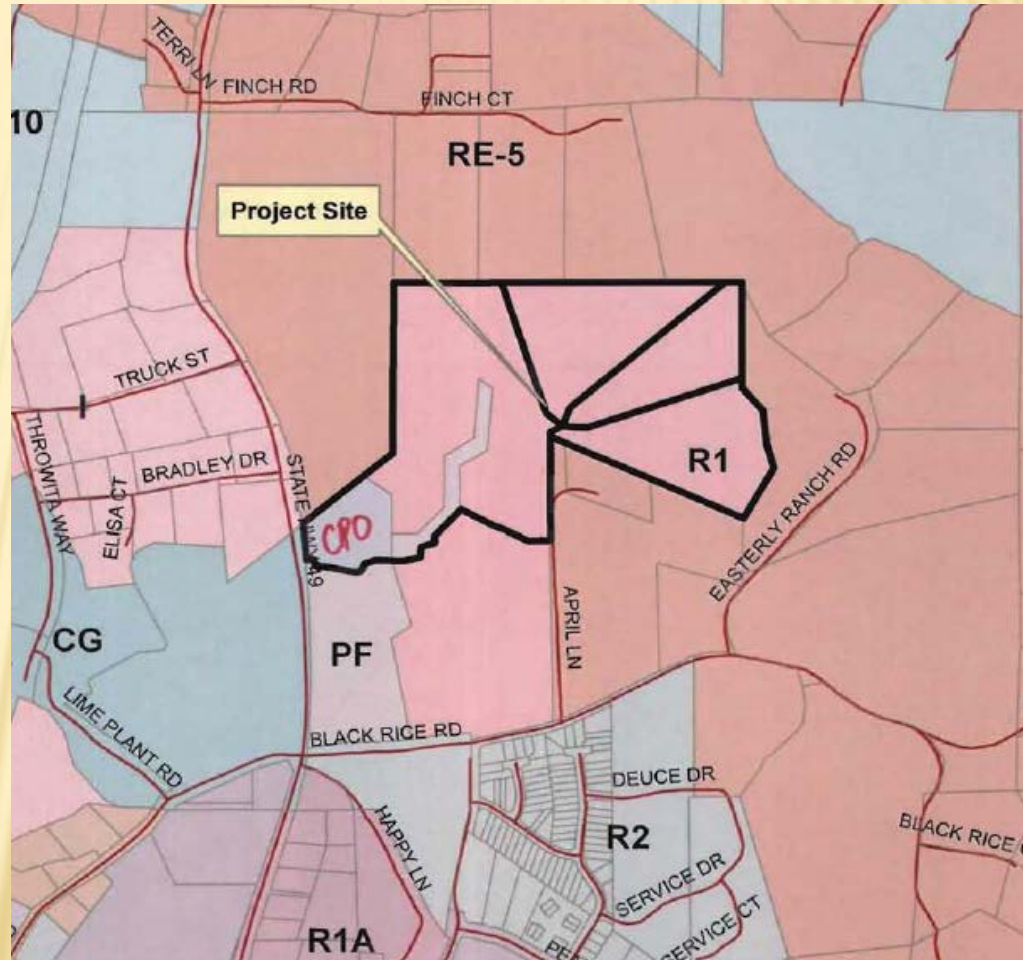 TERRI LN
FINCH RD
FINCH CT
10
RE-5
Project Site
TRUCK ST
THROWITA WAY
BRADLEY DR
ELISA CT
STATE HWY 49
CPO
R1
EASTERLY RANCH RD
APRIL LN
CG
PF
LIME PLANT RD
BLACK RICE RD
HAPPY LN
DEUCE DR
R2
BLACK RICE
SERVICE DR
SERVICE CT
R1A